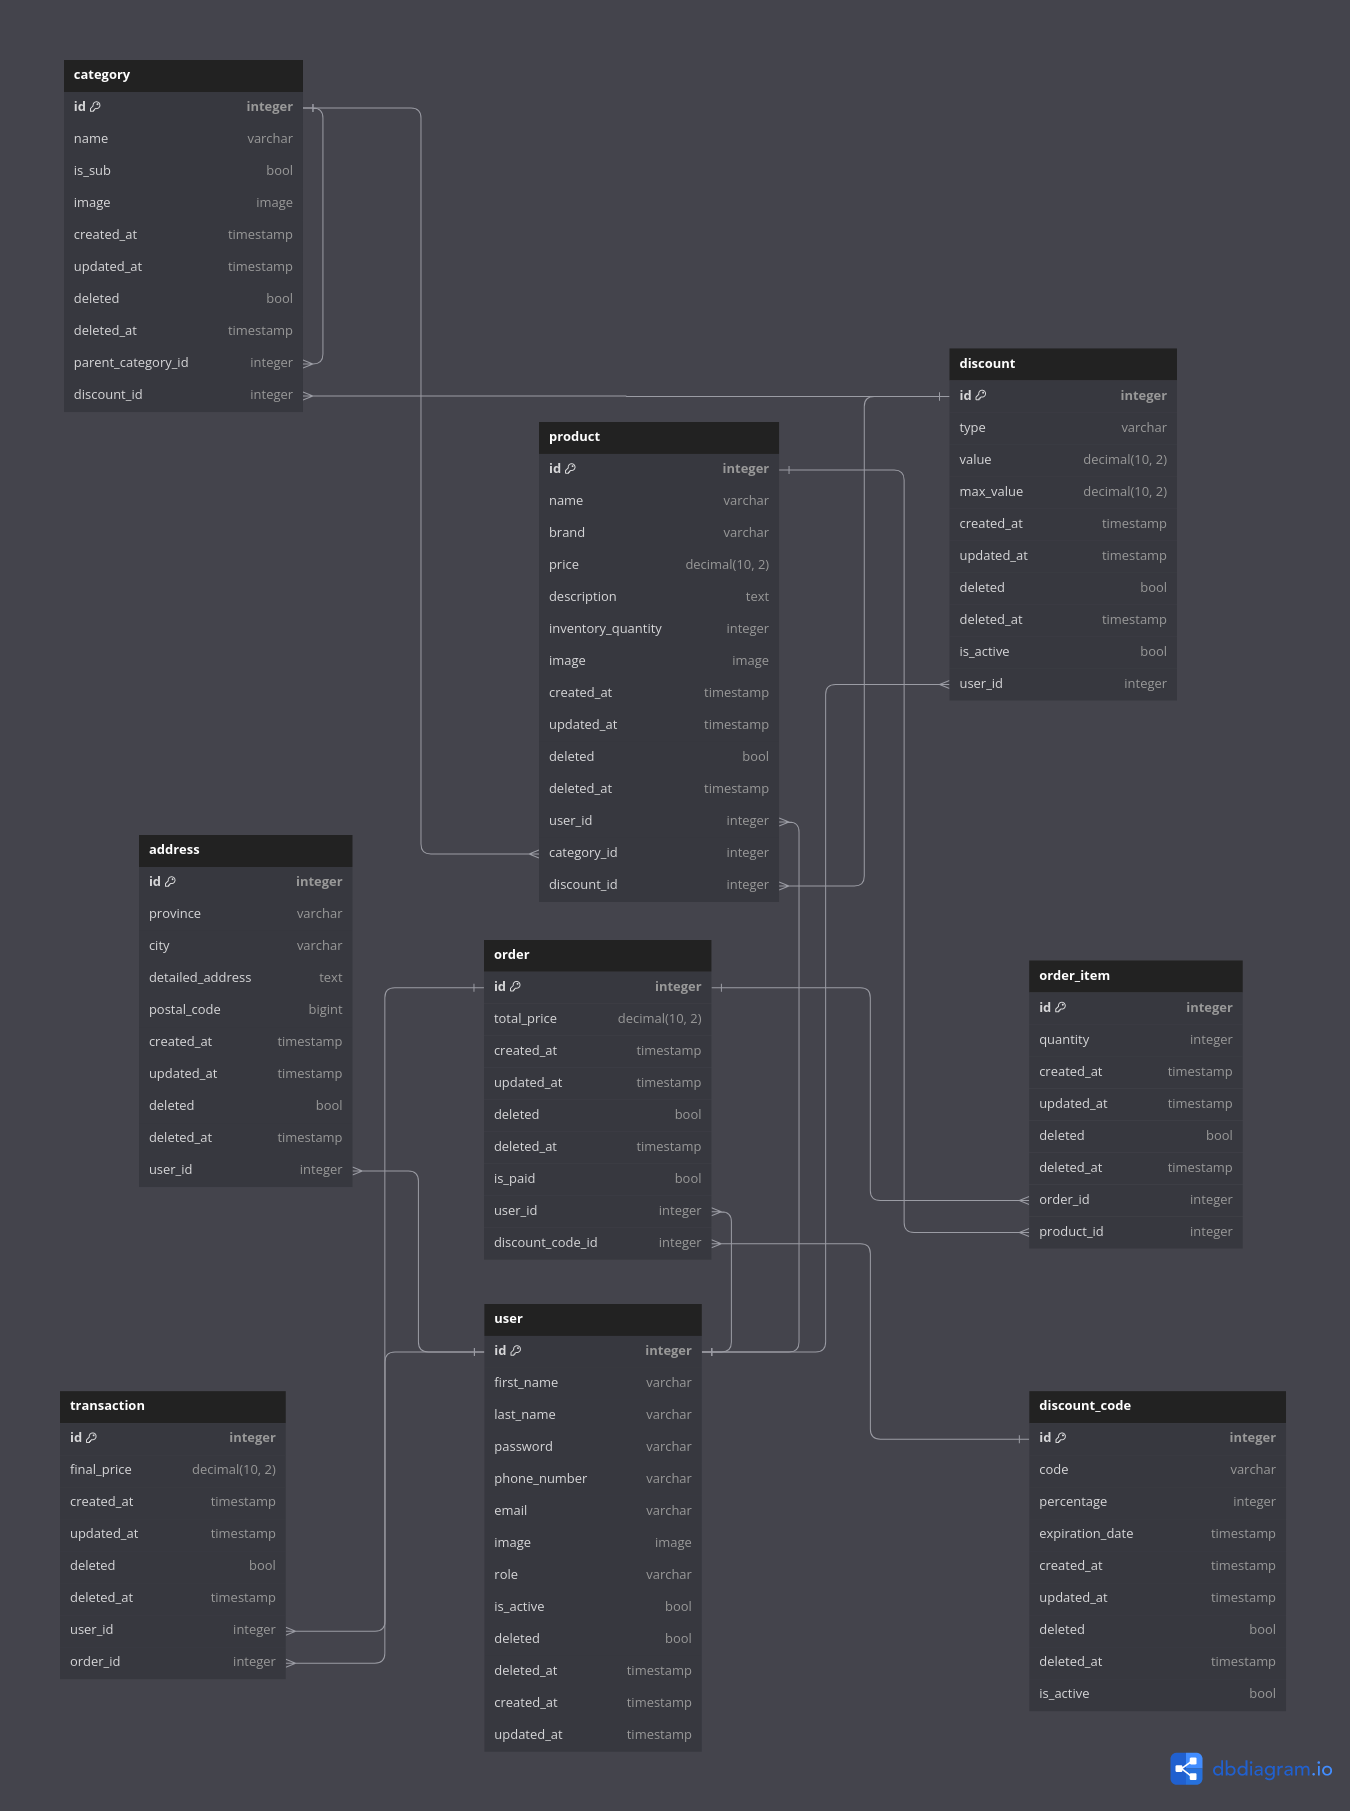 category
id integer
name varchar
is_sub bool
image image
created_at timestamp
updated_at timestamp
deleted bool
deleted_at timestamp
parent_category_id integer
discount_id integer
discount
id integer
type varchar
value decimal(10, 2)
max_value decimal(10, 2)
created_at timestamp
updated_at timestamp
deleted bool
deleted_at timestamp
is_active bool
user_id integer
product
id integer
name varchar
brand varchar
price decimal(10, 2)
description text
inventory_quantity integer
image image
created_at timestamp
updated_at timestamp
deleted bool
deleted_at timestamp
user_id integer
category_id integer
discount_id integer
address
id integer
province varchar
city varchar
detailed_address text
postal_code bigint
created_at timestamp
updated_at timestamp
deleted bool
deleted_at timestamp
user_id integer
order
id integer
total_price decimal(10, 2)
created_at timestamp
updated_at timestamp
deleted bool
deleted_at timestamp
is_paid bool
user_id integer
discount_code_id integer
order_item
id integer
quantity integer
created_at timestamp
updated_at timestamp
deleted bool
deleted_at timestamp
order_id integer
product_id integer
user
id integer
first_name varchar
last_name varchar
password varchar
phone_number varchar
email varchar
image image
role varchar
is_active bool
deleted bool
deleted_at timestamp
created_at timestamp
updated_at timestamp
transaction
id integer
final_price decimal(10, 2)
created_at timestamp
updated_at timestamp
deleted bool
deleted_at timestamp
user_id integer
order_id integer
discount_code
id integer
code varchar
percentage integer
expiration_date timestamp
created_at timestamp
updated_at timestamp
deleted bool
deleted_at timestamp
is_active bool
dbdiagram.io